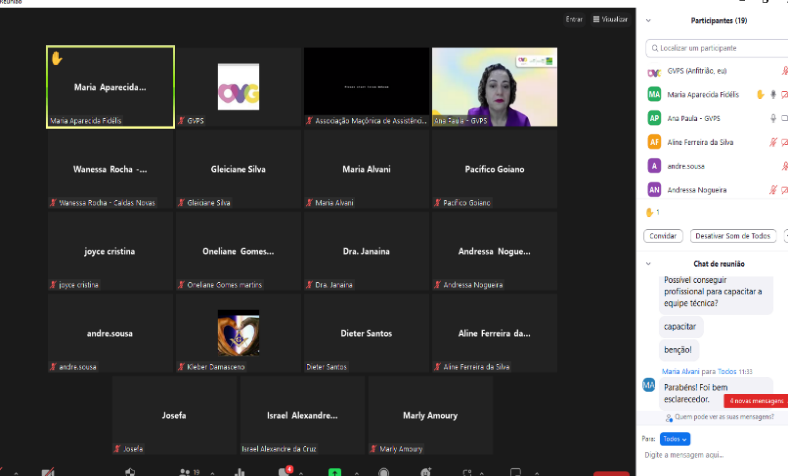 Reunião
Entrar Visualizar
Maria Aparecida...
Maria Aparecida Fidélis
OVG
GVPS
Associação Maçônica de Assistênc...
Ana Paula - GVPS
Wanessa Rocha -...
Wanessa Rocha - Caldas Novas
Gleiciane Silva
Gleiciane Silva
Maria Alvani
Maria Alvani
Pacífico Goiano
Pacífico Goiano
joyce cristina
joyce cristina
Oneliane Gomes...
Oneliane Gomes martins
Dra. Janaina
Dra. Janaina
Andressa Nogue...
Andressa Nogueira
andre.sousa
andre.sousa
Kleber Damasceno
Dieter Santos
Dieter Santos
Aline Ferreira da...
Aline Ferreira da Silva
Josefa
Josefa
Israel Alexandre...
Israel Alexandre da Cruz
Marly Amoury
Marly Amoury
19
Participantes (19)
Localizar um participante
GVPS (Anfitrião, eu)
MA Maria Aparecida Fidélis
AP Ana Paula - GVPS
AF Aline Ferreira da Silva
A andre.sousa
AN Andressa Nogueira
1
Convidar Desativar Som de Todos
Chat de reunião
Possível conseguir
profissional para capacitar a
equipe técnica?
capacitar
benção!
Maria Alvani para Todos 11:33
MA
Parabéns! Foi bem
esclarecedor.
4 novas mensagens
Quem pode ver as suas mensagens?
Para: Todos
Digite a mensagem aqui...